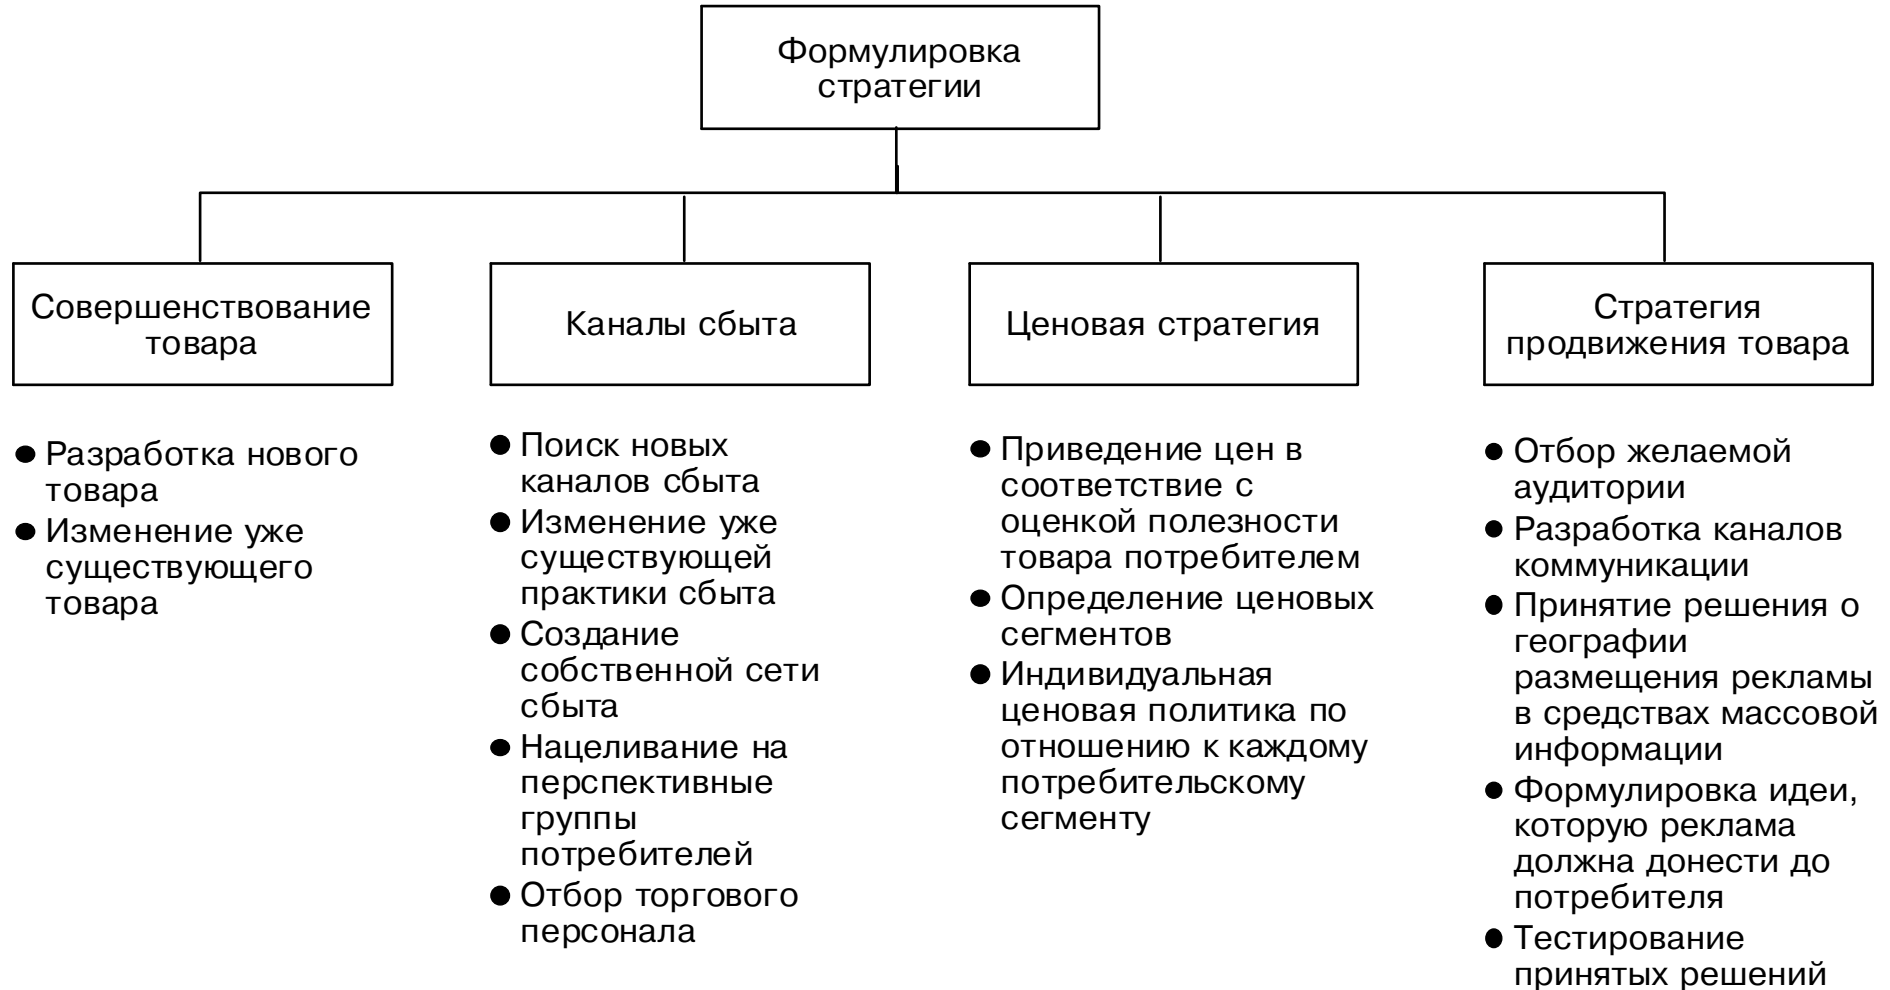 Формулировка
стратегии
Совершенствование
товара
Каналы сбыта
Ценовая стратегия
Стратегия
продвижения товара
● Разработка нового
товара
● Изменение уже
существующего
товара
● Поиск новых
каналов сбыта
● Изменение уже
существующей
практики сбыта
● Создание
собственной сети
сбыта
● Нацеливание на
перспективные
группы
потребителей
● Отбор торгового
персонала
● Приведение цен в
соответствие с
оценкой полезности
товара потребителем
● Определение ценовых
сегментов
● Индивидуальная
ценовая политика по
отношению к каждому
потребительскому
сегменту
● Отбор желаемой
аудитории
● Разработка каналов
коммуникации
● Принятие решения о
географии
размещения рекламы
в средствах массовой
информации
● Формулировка идеи,
которую реклама
должна донести до
потребителя
● Тестирование
принятых решений